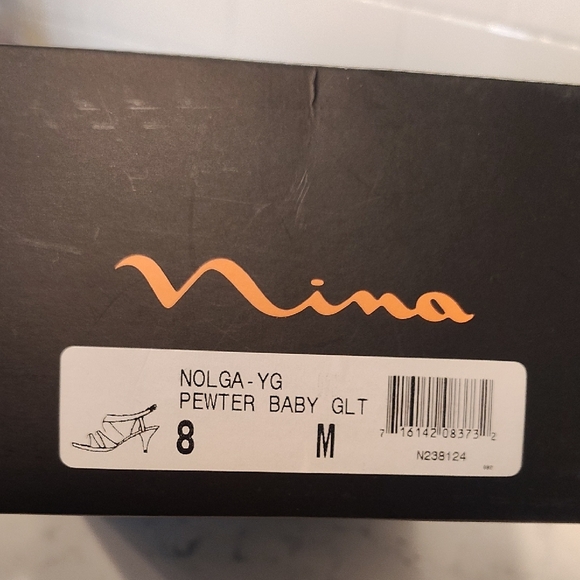 Nina
NOLGA-YG
PEWTER BABY GLT
8 M
7 16142 08373 2
N238124